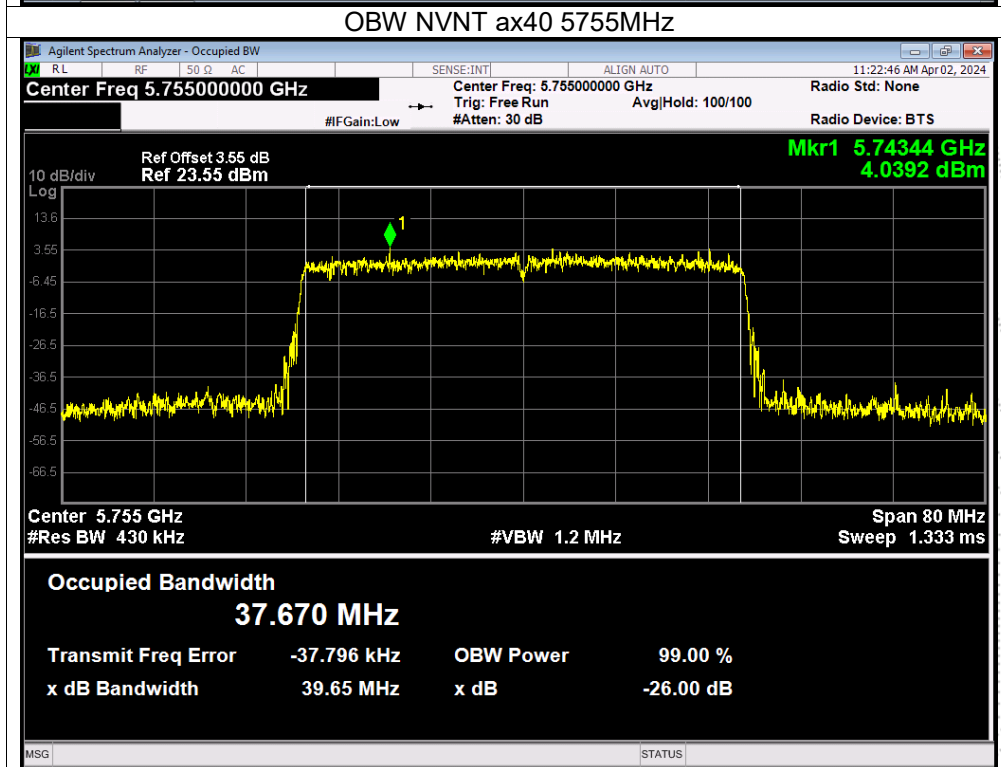 OBW NVNT ax40 5755MHz
Agilent Spectrum Analyzer - Occupied BW
LXI RL RF 50 Ω AC SENSE:INT ALIGN AUTO 11:22:46 AM Apr 02, 2024
Center Freq 5.755000000 GHz Center Freq: 5.755000000 GHz Radio Std: None
Trig: Free Run Avg|Hold: 100/100
#IFGain:Low #Atten: 30 dB Radio Device: BTS
Mkr1 5.74344 GHz
4.0392 dBm
Ref Offset 3.55 dB
10 dB/div Ref 23.55 dBm
Log
13.6
1
3.55
-6.45
-16.5
-26.5
-36.5
-46.5
-56.5
-66.5
Center 5.755 GHz Span 80 MHz
#Res BW 430 kHz #VBW 1.2 MHz Sweep 1.333 ms
Occupied Bandwidth
37.670 MHz
Transmit Freq Error -37.796 kHz OBW Power 99.00 %
x dB Bandwidth 39.65 MHz x dB -26.00 dB
MSG STATUS